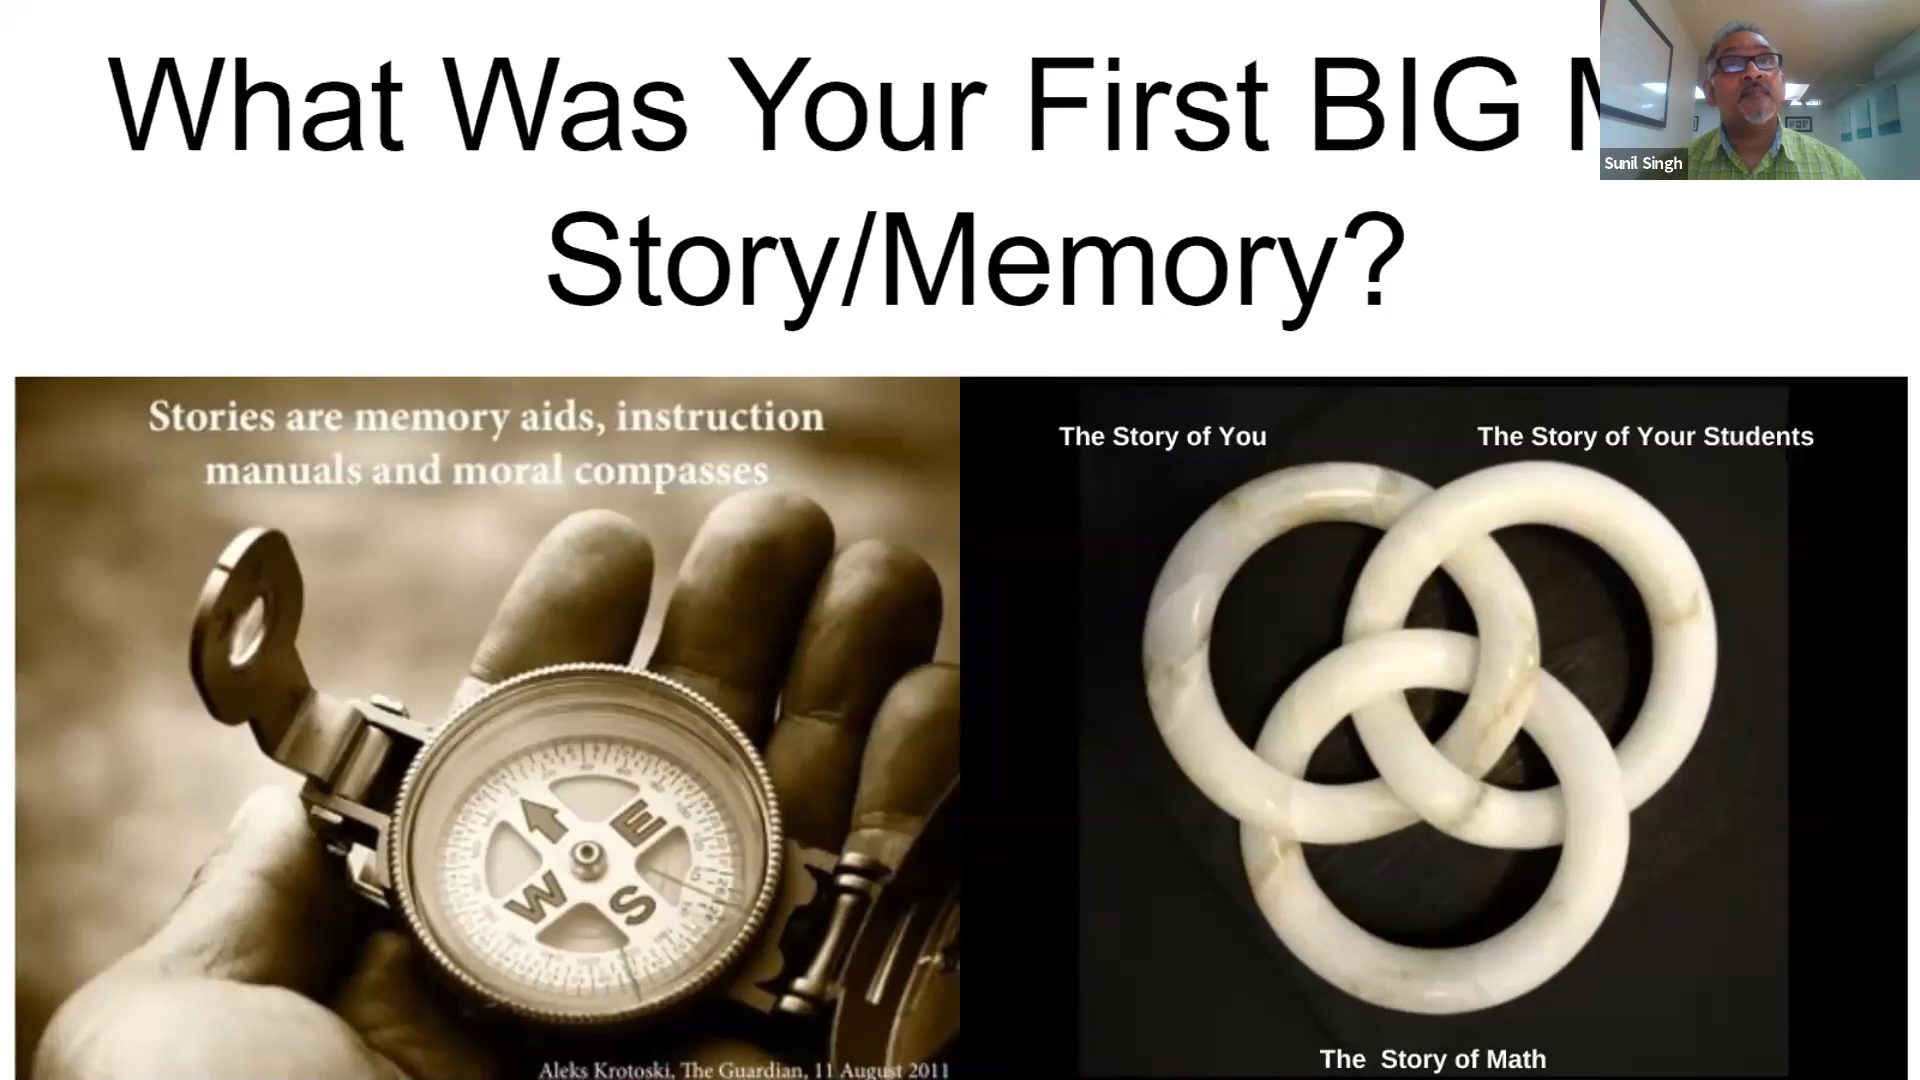 What Was Your First BIG
Story/Memory?
Sunil Singh
Stories are memory aids, instruction
manuals and moral compasses
E
W
S
Aleks Krotoski, The Guardian, 11 August 2011
The Story of You
The Story of Your Students
The Story of Math